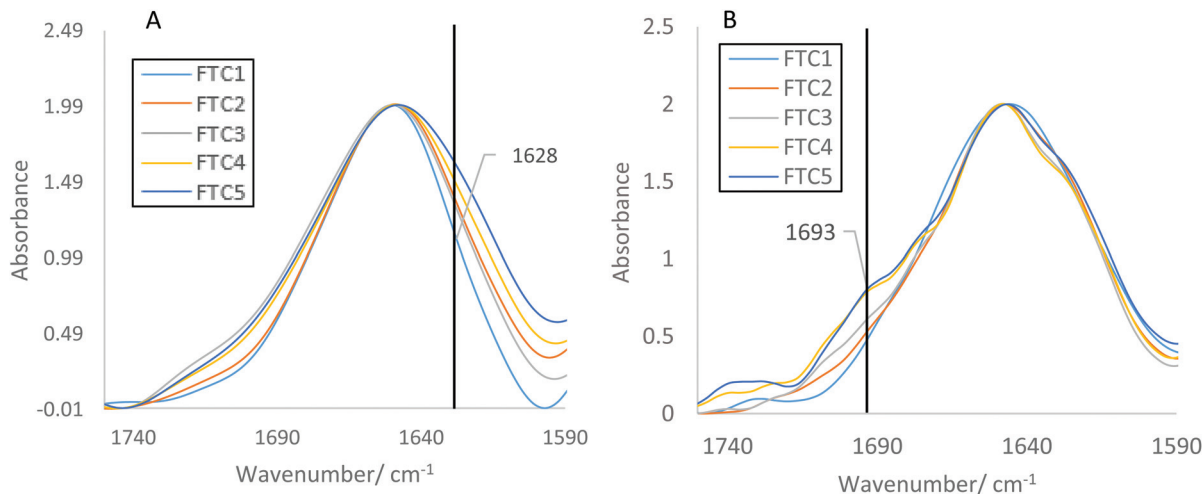 A
2.49
1.99
1.49
0.99
0.49
-0.01
Absorbance
FTC1
FTC2
FTC3
FTC4
FTC5
1628
1740
1690
1640
1590
Wavenumber/ cm⁻¹
B
2.5
2
1.5
1
0.5
0
Absorbance
FTC1
FTC2
FTC3
FTC4
FTC5
1693
1740
1690
1640
1590
Wavenumber/ cm⁻¹